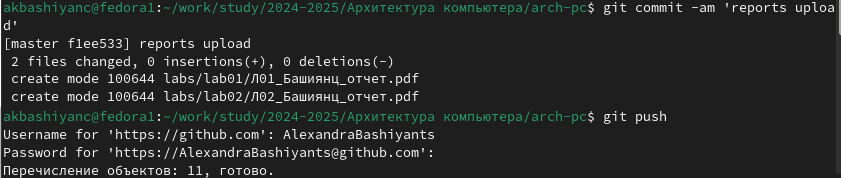 akbashiyanc@fedora1:~/work/study/2024-2025/Архитектура компьютера/arch-pc$ git commit -am 'reports uploa
d'
[master f1ee533] reports upload
 2 files changed, 0 insertions(+), 0 deletions(-)
 create mode 100644 labs/lab01/Л01_Башиянц_отчет.pdf
 create mode 100644 labs/lab02/Л02_Башиянц_отчет.pdf
akbashiyanc@fedora1:~/work/study/2024-2025/Архитектура компьютера/arch-pc$ git push
Username for 'https://github.com': AlexandraBashiyants
Password for 'https://AlexandraBashiyants@github.com':
Перечисление объектов: 11, готово.